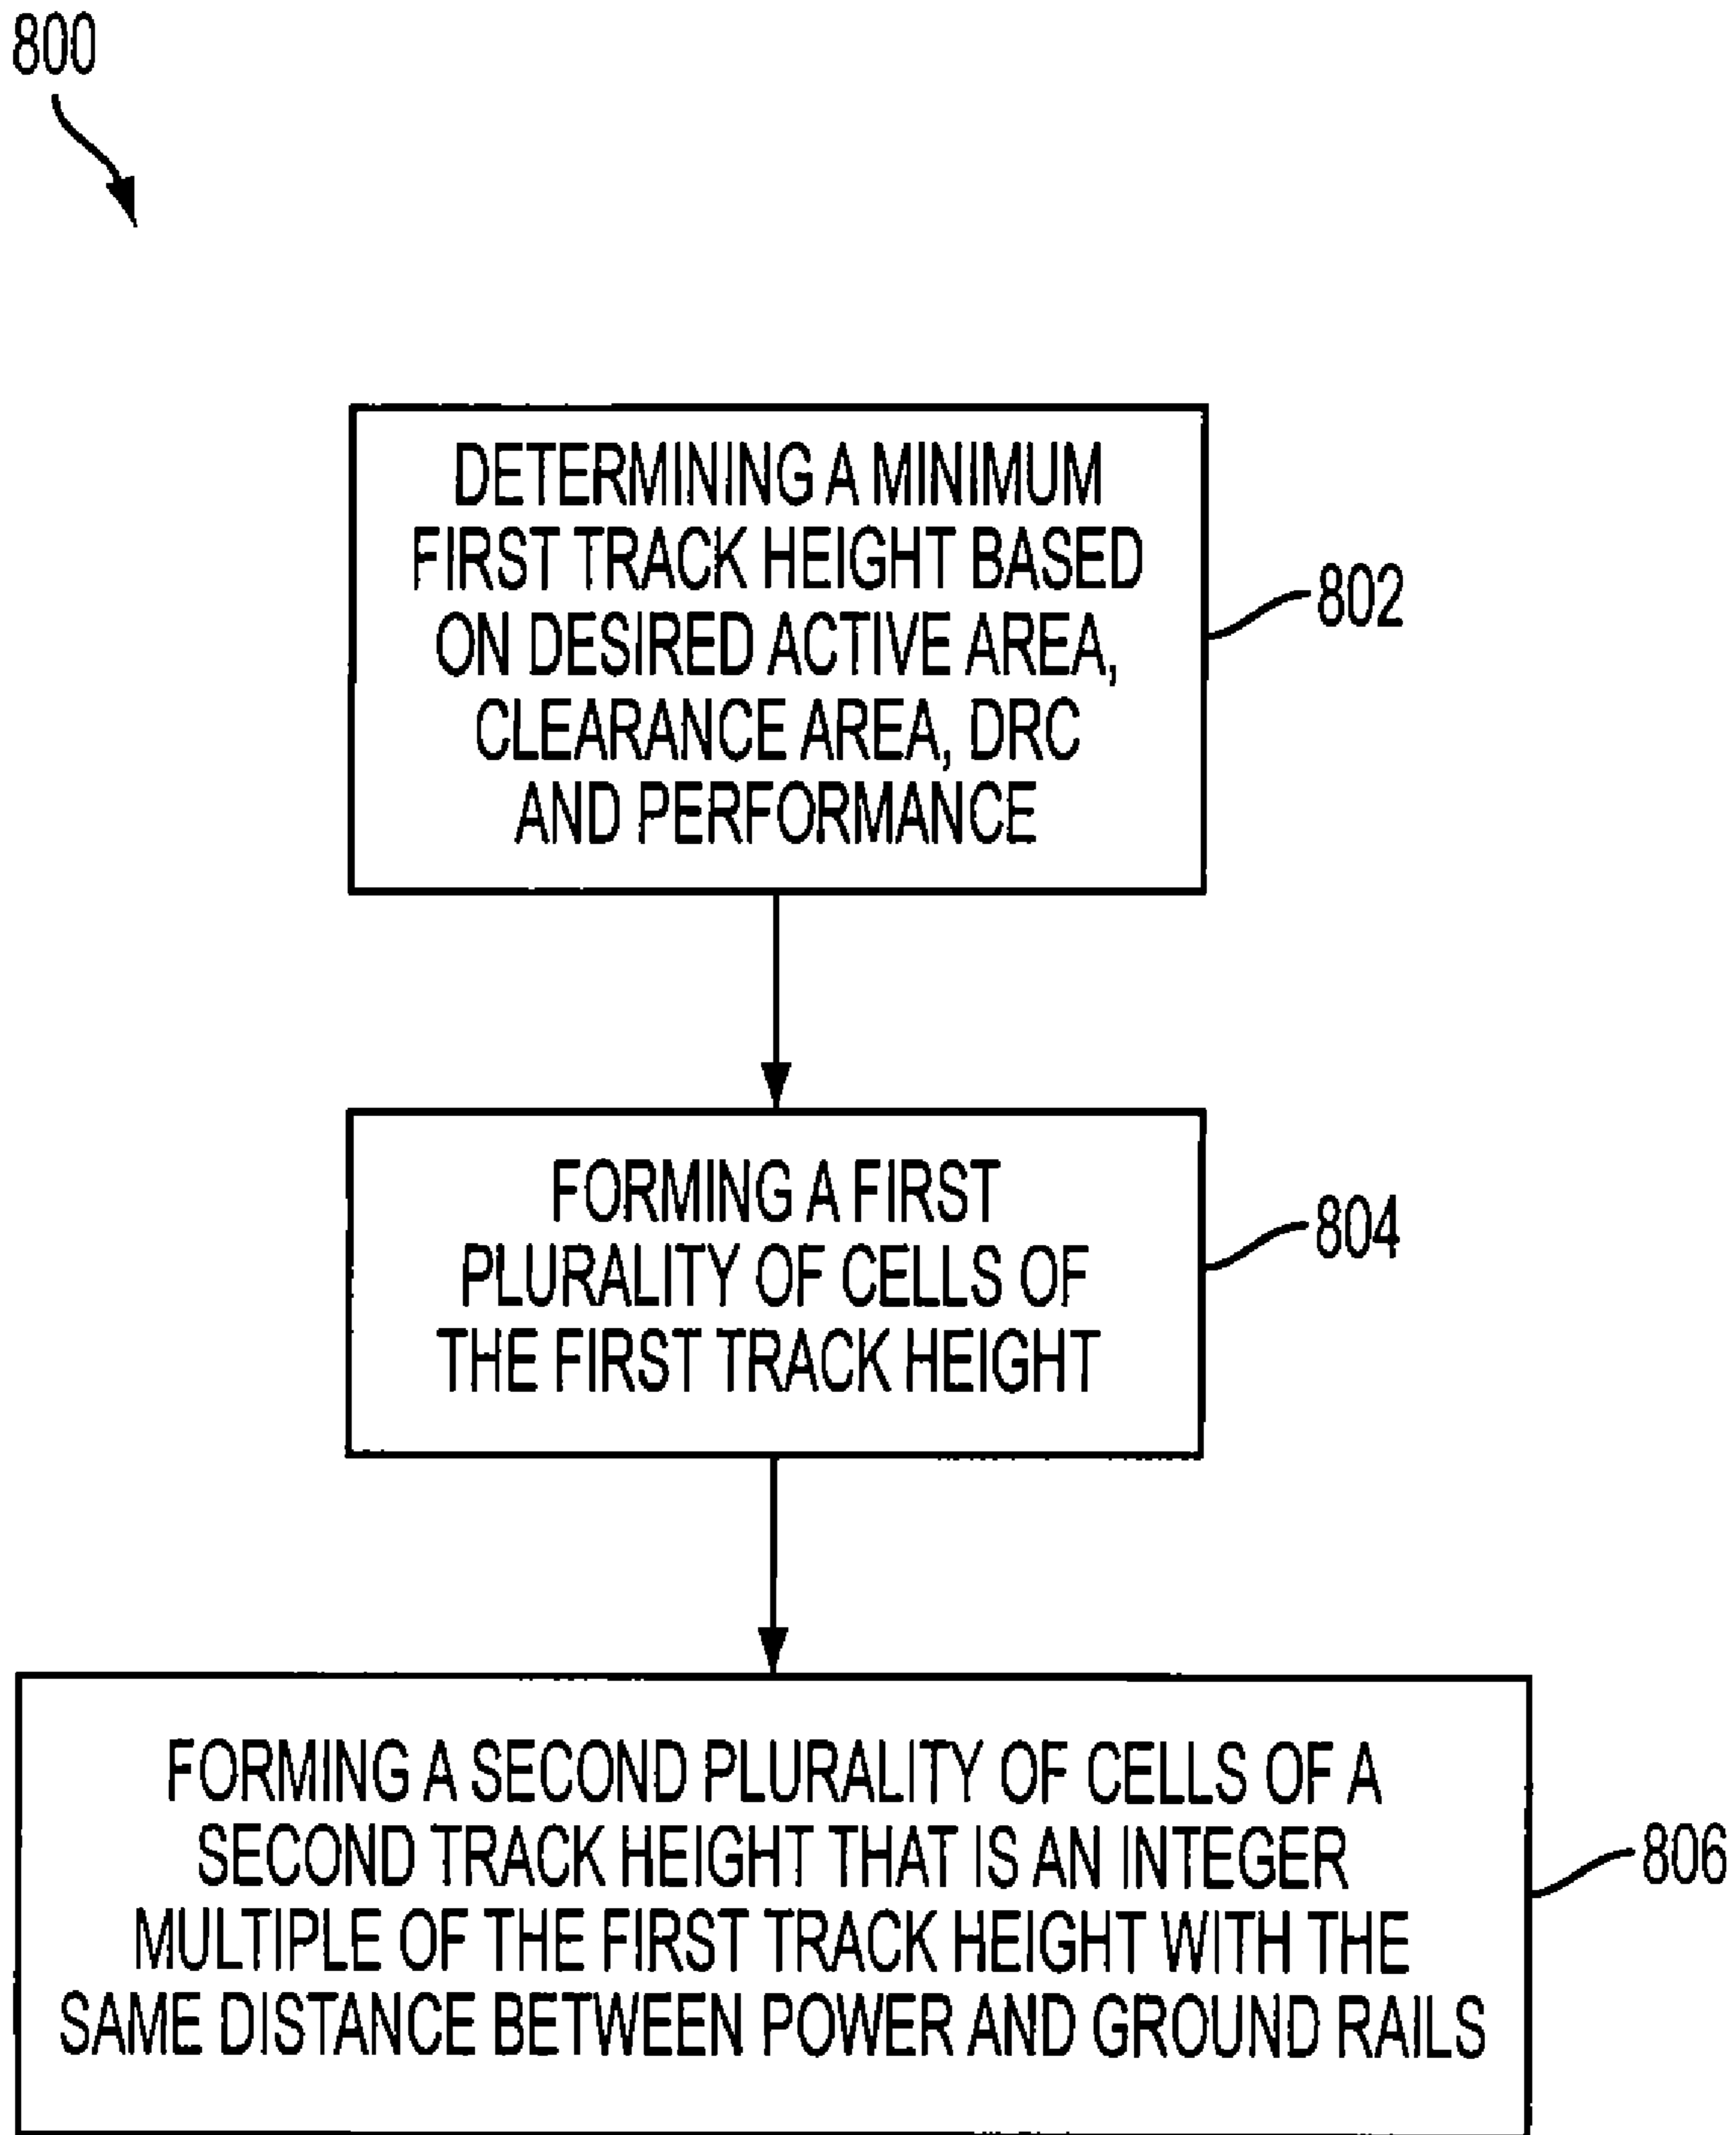 800
DETERMINING A MINIMUM
FIRST TRACK HEIGHT BASED
ON DESIRED ACTIVE AREA,
CLEARANCE AREA, DRC
AND PERFORMANCE
802
FORMING A FIRST
PLURALITY OF CELLS OF
THE FIRST TRACK HEIGHT
804
FORMING A SECOND PLURALITY OF CELLS OF A
SECOND TRACK HEIGHT THAT IS AN INTEGER
MULTIPLE OF THE FIRST TRACK HEIGHT WITH THE
SAME DISTANCE BETWEEN POWER AND GROUND RAILS
806